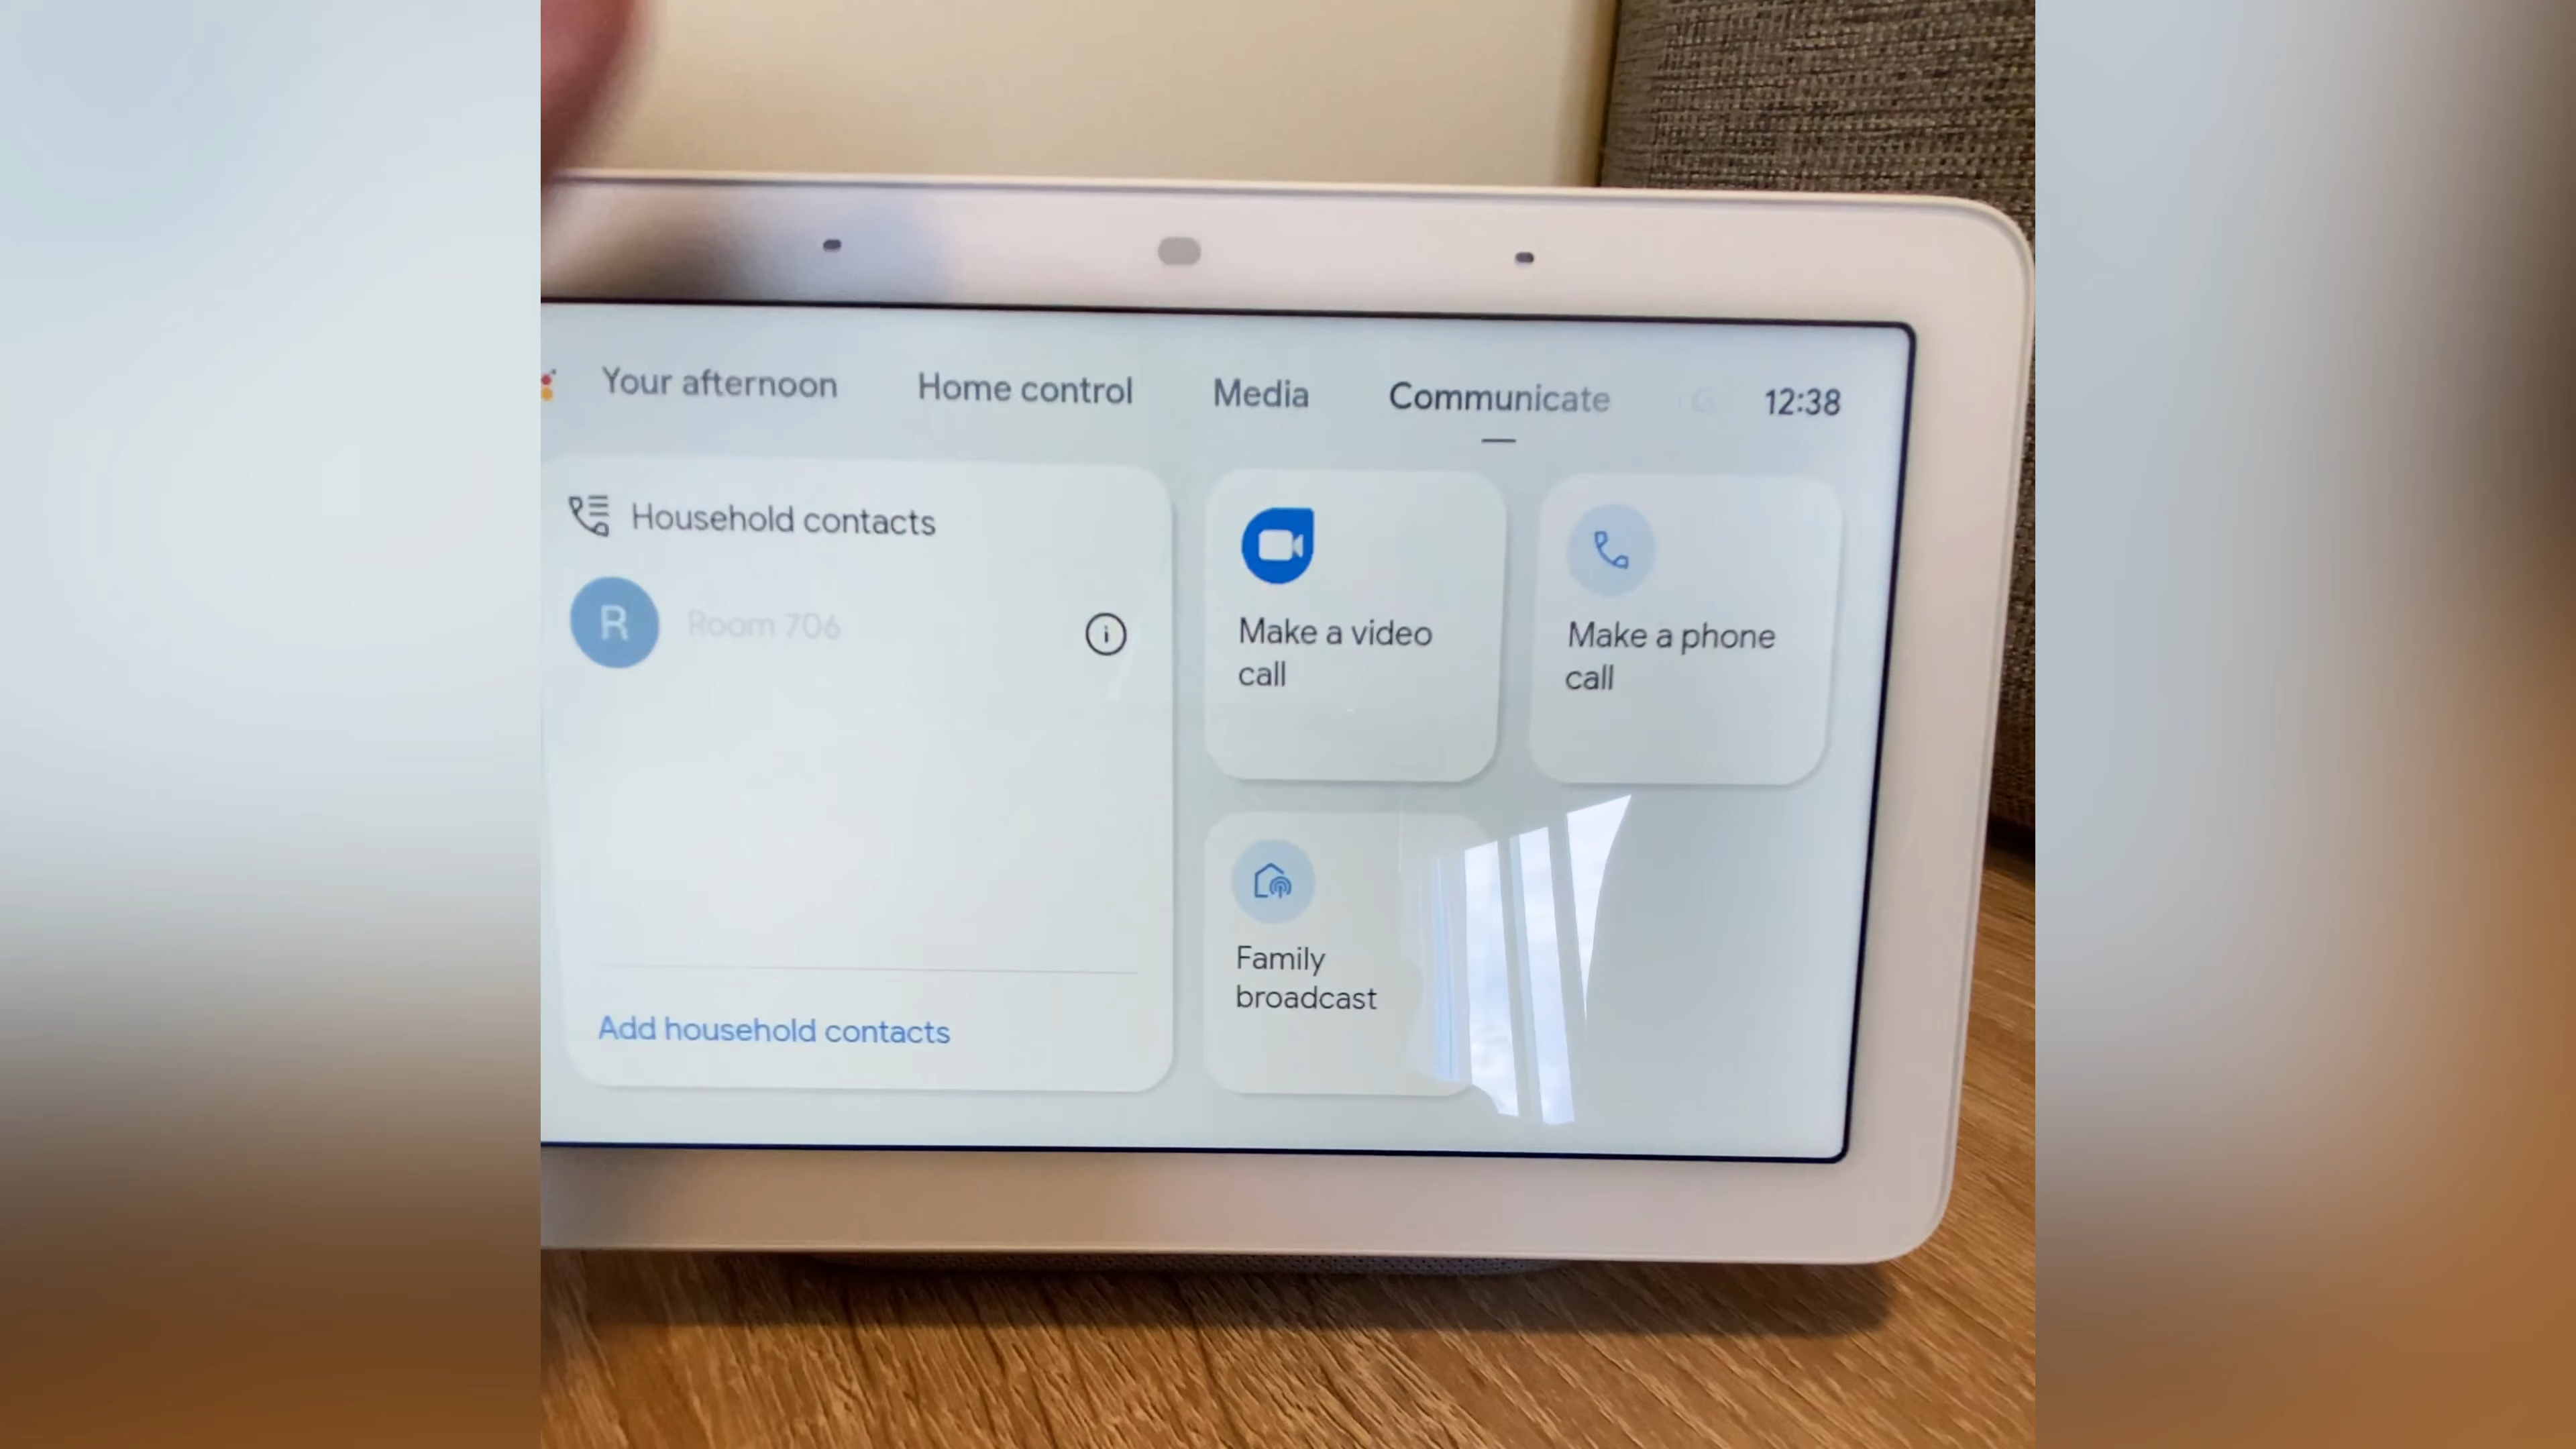 Your afternoon
Home control
Media
Communicate
G
12:38
Household contacts
R
Room 706
Add household contacts
Make a video
call
Make a phone
call
Family
broadcast